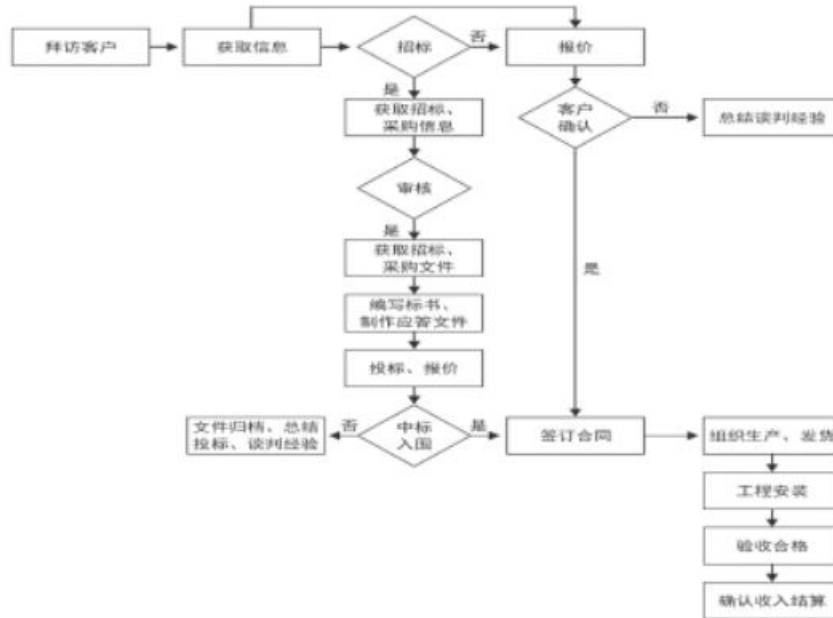 拜访客户
获取信息
招标
否
报价
是
获取招标、
采购信息
客户
确认
否
总结谈判经验
审核
是
获取招标、
采购文件
是
编写标书、
制作应答文件
投标、报价
文件归档、总结
投标、谈判经验
否
中标
入围
是
签订合同
组织生产、发货
工程安装
验收合格
确认收入结算